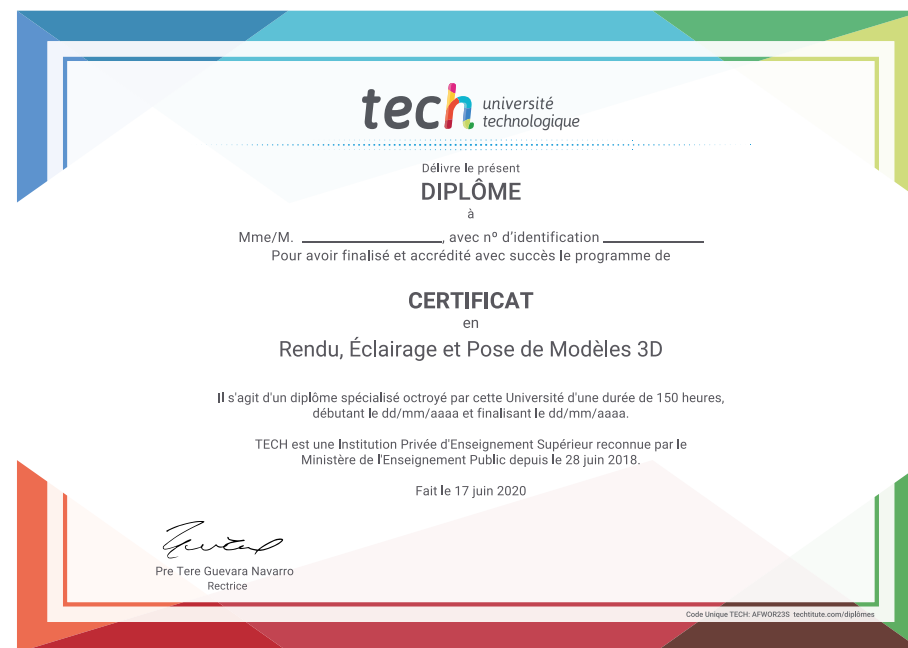 tech université
technologique
Délivre le présent
DIPLÔME
à
Mme/M. ____________________, avec nº d'identification ______________
Pour avoir finalisé et accrédité avec succès le programme de
CERTIFICAT
en
Rendu, Éclairage et Pose de Modèles 3D
Il s'agit d'un diplôme spécialisé octroyé par cette Université d'une durée de 150 heures,
débutant le dd/mm/aaaa et finalisant le dd/mm/aaaa.
TECH est une Institution Privée d'Enseignement Supérieur reconnue par le
Ministère de l'Enseignement Public depuis le 28 juin 2018.
Fait le 17 juin 2020
Pre Tere Guevara Navarro
Rectrice
Code Unique TECH: AFWOR23S techtitute.com/diplômes